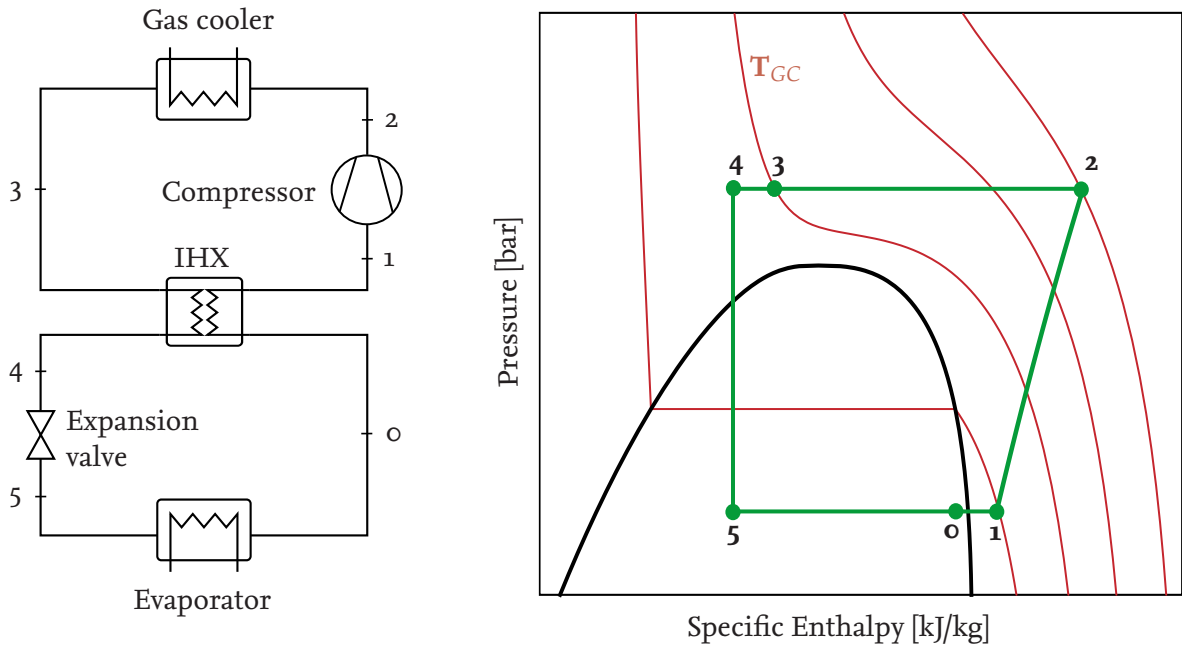 Gas cooler
2
3
Compressor
IHX
1
4
Expansion
valve
0
5
Evaporator
Pressure [bar]
T_GC
4
3
2
5
0
1
Specific Enthalpy [kJ/kg]